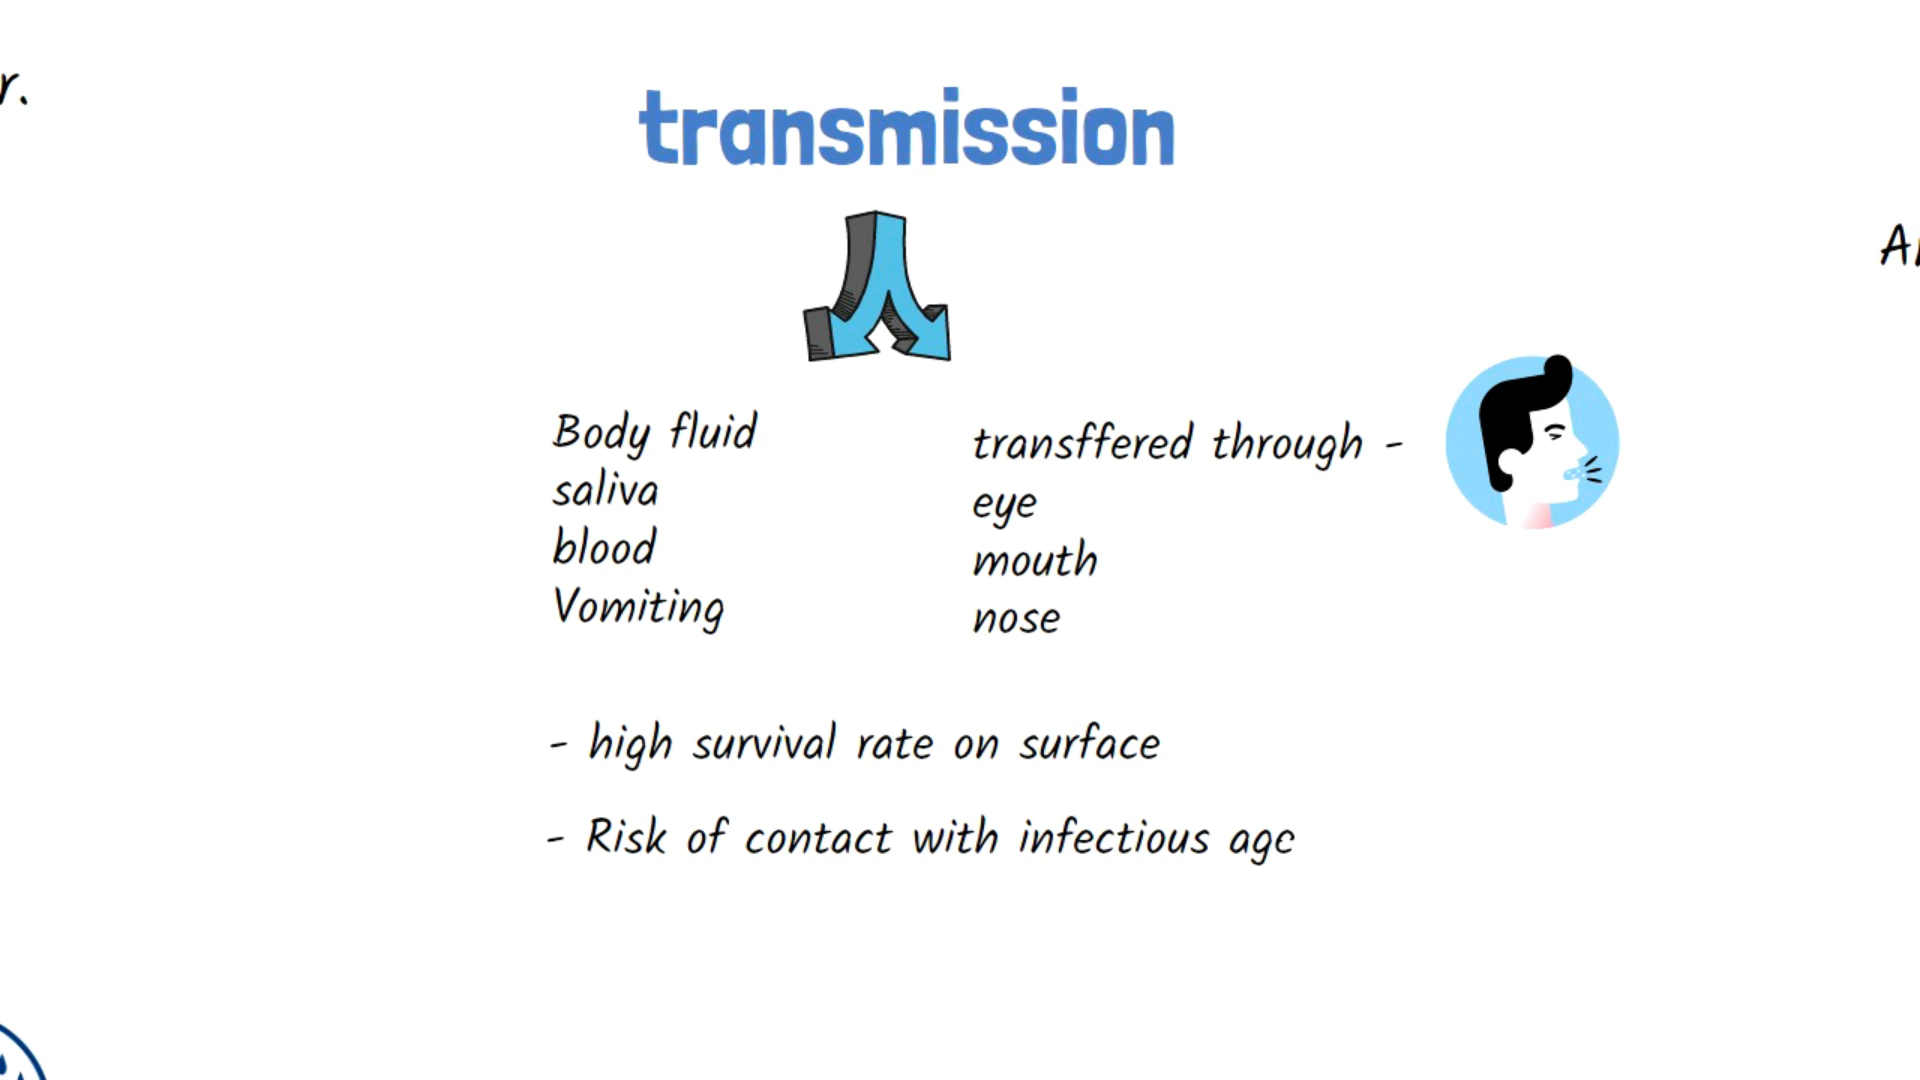 r.
transmission
Body fluid
saliva
blood
Vomiting
transffered through -
eye
mouth
nose
- high survival rate on surface
- Risk of contact with infectious age